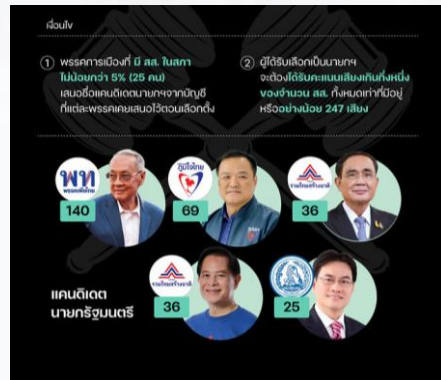 เงื่อนไข
1 พรรคการเมืองที่ มี สส. ในสภา
ไม่น้อยกว่า 5% (25 คน)
เสนอชื่อแคนดิเดตนายกฯจากบัญชี
ที่แต่ละพรรคเคยเสนอไว้ตอนเลือกตั้ง
2 ผู้ได้รับเลือกเป็นนายกฯ
จะต้องได้รับคะแนนเสียงเกินกึ่งหนึ่ง
ของจำนวน สส. ทั้งหมดเท่าที่มีอยู่
หรืออย่างน้อย 247 เสียง
พท
พรรคเพื่อไทย
140
ภูมิใจไทย
69
รวมไทยสร้างชาติ
36
แคนดิเดต
นายกรัฐมนตรี
รวมไทยสร้างชาติ
36
25